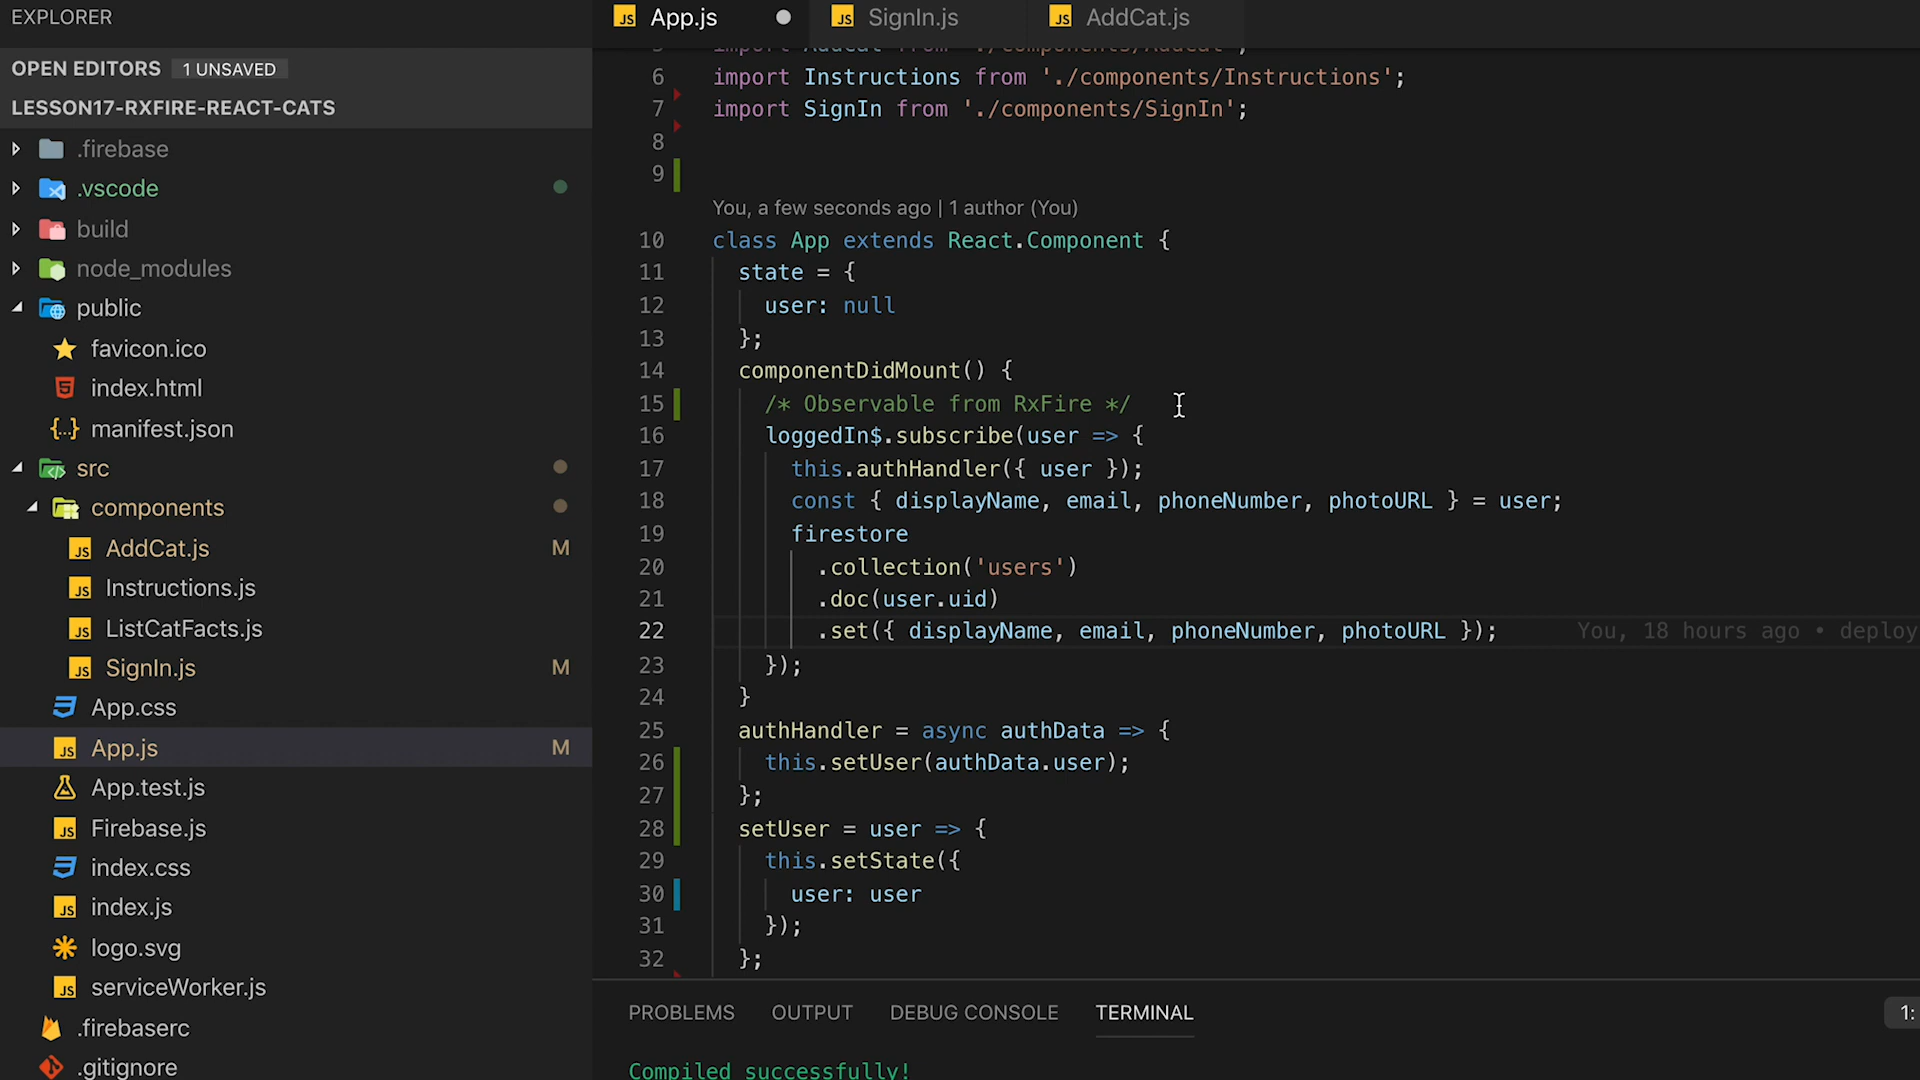 EXPLORER
OPEN EDITORS 1 UNSAVED
LESSON17-RXFIRE-REACT-CATS
.firebase
.vscode
build
node_modules
public
favicon.ico
index.html
manifest.json
src
components
AddCat.js M
Instructions.js
ListCatFacts.js
SignIn.js M
App.css
App.js M
App.test.js
Firebase.js
index.css
index.js
logo.svg
serviceWorker.js
.firebaserc
.gitignore
App.js SignIn.js AddCat.js
5 import AddCat from './components/AddCat';
6 import Instructions from './components/Instructions';
7 import SignIn from './components/SignIn';
8
9
You, a few seconds ago | 1 author (You)
10 class App extends React.Component {
11 state = {
12 user: null
13 };
14 componentDidMount() {
15 /* Observable from RxFire */
16 loggedIn$.subscribe(user => {
17 this.authHandler({ user });
18 const { displayName, email, phoneNumber, photoURL } = user;
19 firestore
20 .collection('users')
21 .doc(user.uid)
22 .set({ displayName, email, phoneNumber, photoURL }); You, 18 hours ago • deploy
23 });
24 }
25 authHandler = async authData => {
26 this.setUser(authData.user);
27 };
28 setUser = user => {
29 this.setState({
30 user: user
31 });
32 };
PROBLEMS OUTPUT DEBUG CONSOLE TERMINAL 1:
Compiled successfully!